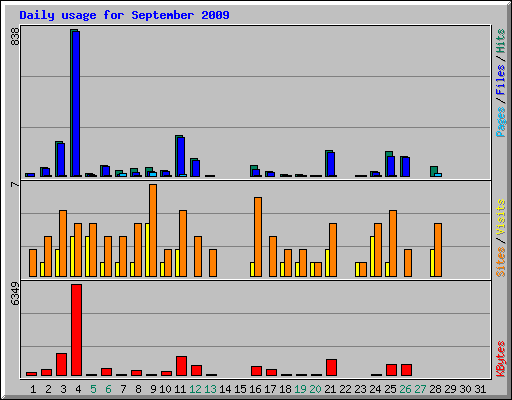 Daily usage for September 2009
838
Pages / Files / Hits
7
Sites / Visits
6349
KBytes
1 2 3 4 5 6 7 8 9 10 11 12 13 14 15 16 17 18 19 20 21 22 23 24 25 26 27 28 29 30 31